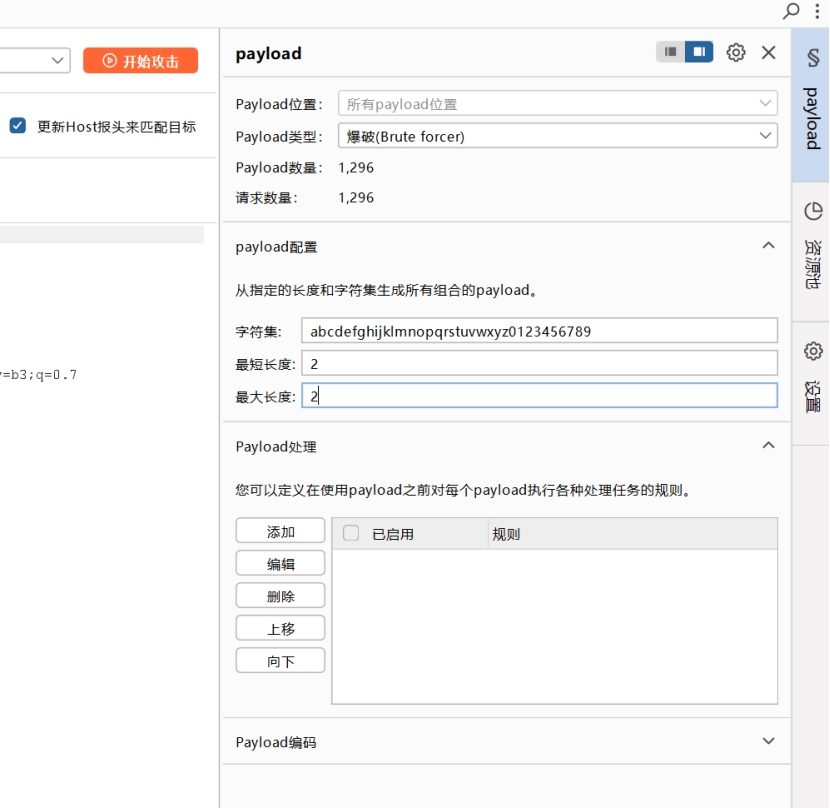 开始攻击
更新Host报头来匹配目标
=b3;q=0.7
payload
Payload位置： 所有payload位置
Payload类型： 爆破(Brute forcer)
Payload数量： 1,296
请求数量： 1,296
payload配置
从指定的长度和字符集生成所有组合的payload。
字符集: abcdefghijklmnopqrstuvwxyz0123456789
最短长度: 2
最大长度: 2
Payload处理
您可以定义在使用payload之前对每个payload执行各种处理任务的规则。
添加
编辑
删除
上移
向下
已启用 规则
Payload编码
payload
资源池
设置